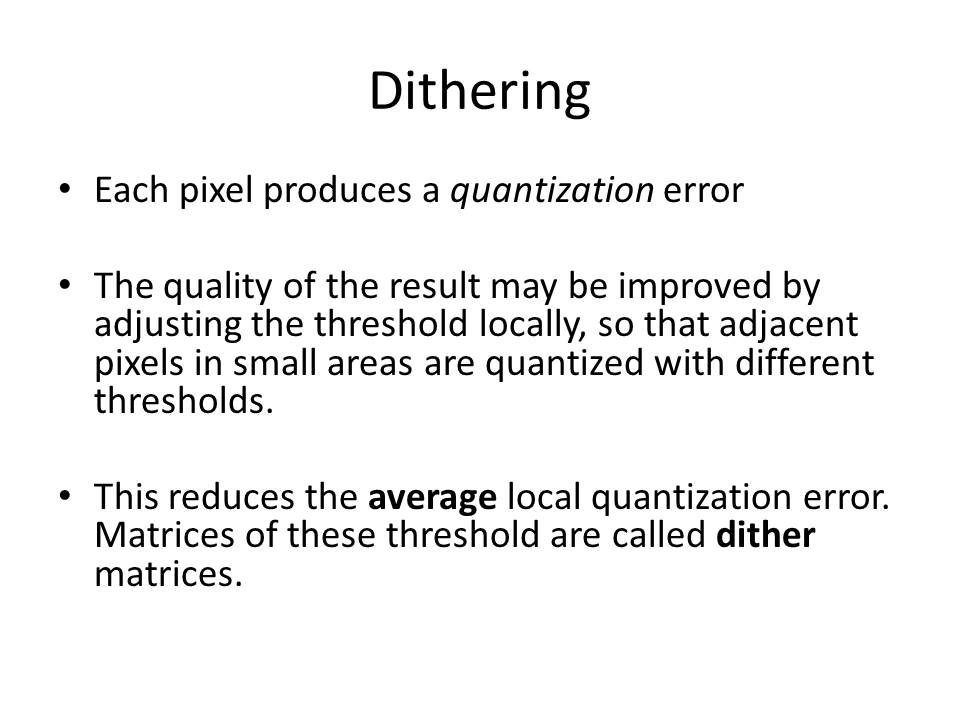 Dithering
• Each pixel produces a quantization error
• The quality of the result may be improved by
adjusting the threshold locally, so that adjacent
pixels in small areas are quantized with different
thresholds.
• This reduces the average local quantization error.
Matrices of these threshold are called dither
matrices.